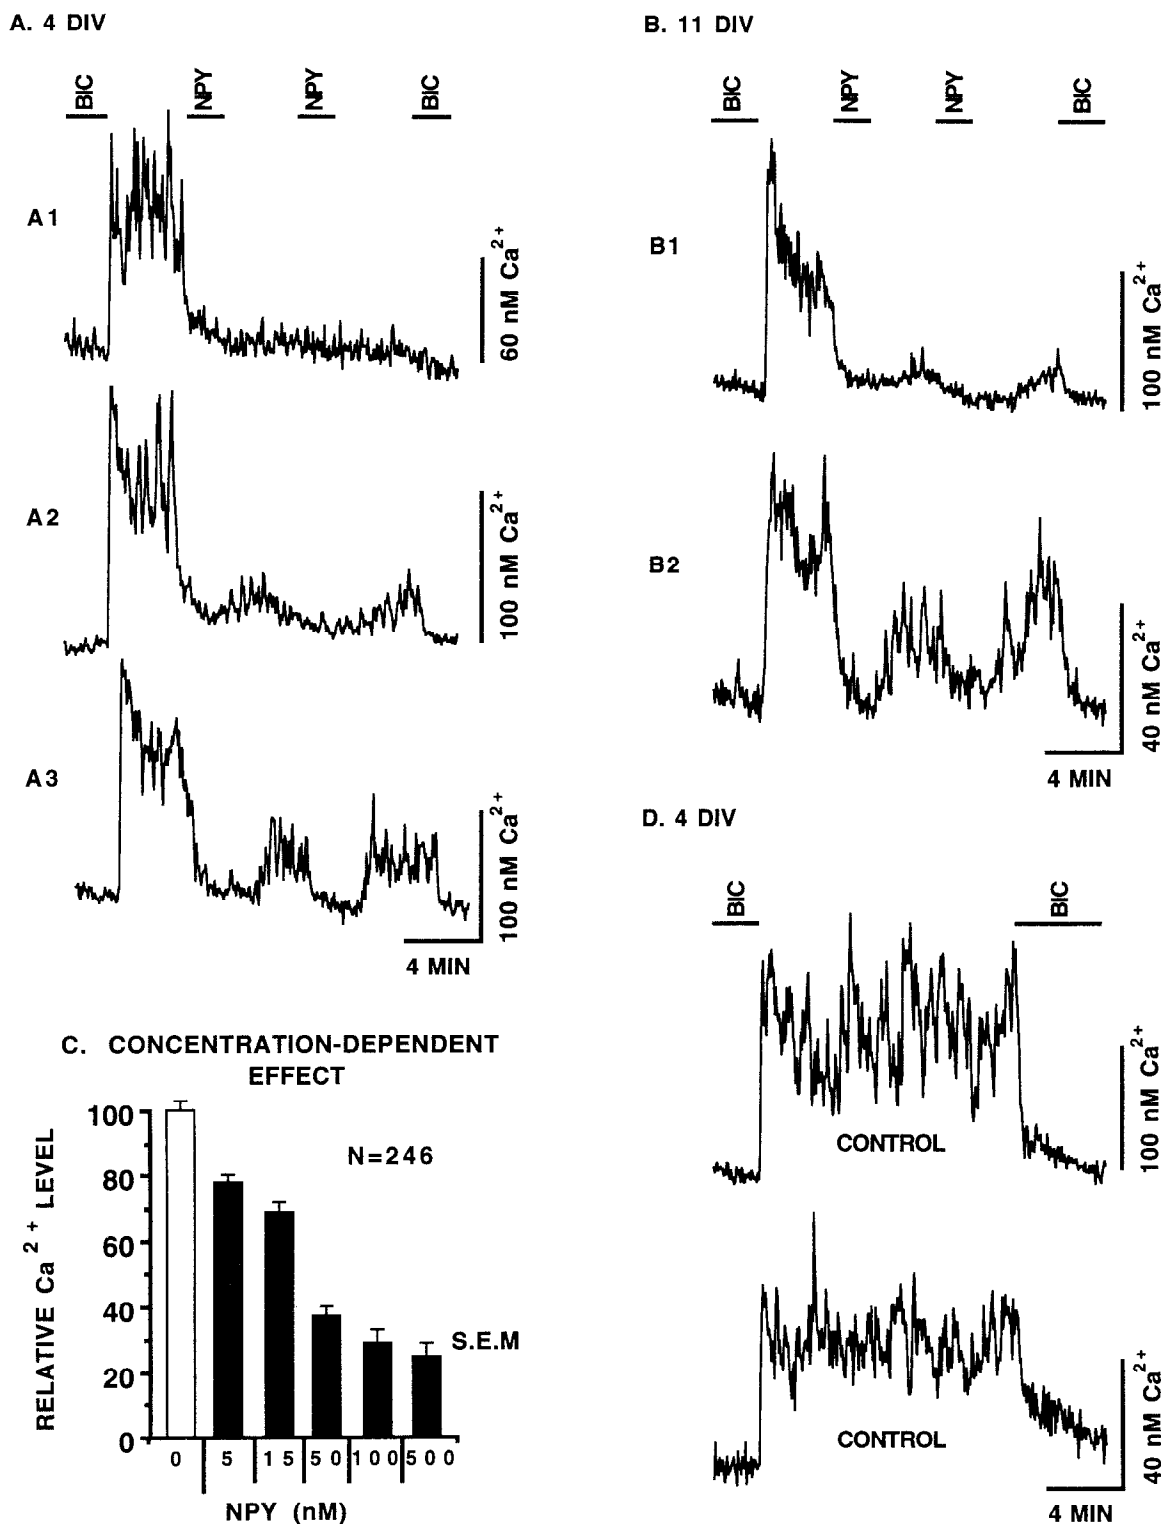 A. 4 DIV
BIC
NPY
NPY
BIC
A1
60 nM Ca2+
A2
100 nM Ca2+
A3
100 nM Ca2+
4 MIN
B. 11 DIV
BIC
NPY
NPY
BIC
B1
100 nM Ca2+
B2
40 nM Ca2+
4 MIN
C. CONCENTRATION-DEPENDENT
EFFECT
RELATIVE Ca2+ LEVEL
100
80
60
40
20
0
N=246
S.E.M
0 5 15 50 100 500
NPY (nM)
D. 4 DIV
BIC
BIC
CONTROL
100 nM Ca2+
CONTROL
40 nM Ca2+
4 MIN